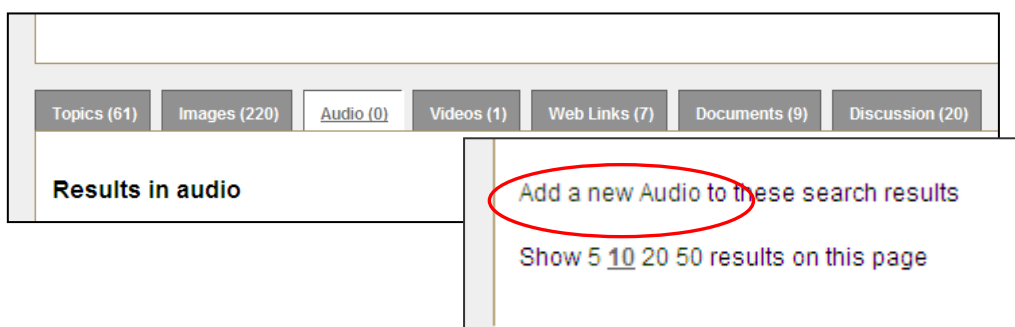 Topics (61) Images (220) Audio (0) Videos (1) Web Links (7) Documents (9) Discussion (20)
Results in audio
Add a new Audio to these search results
Show 5 10 20 50 results on this page